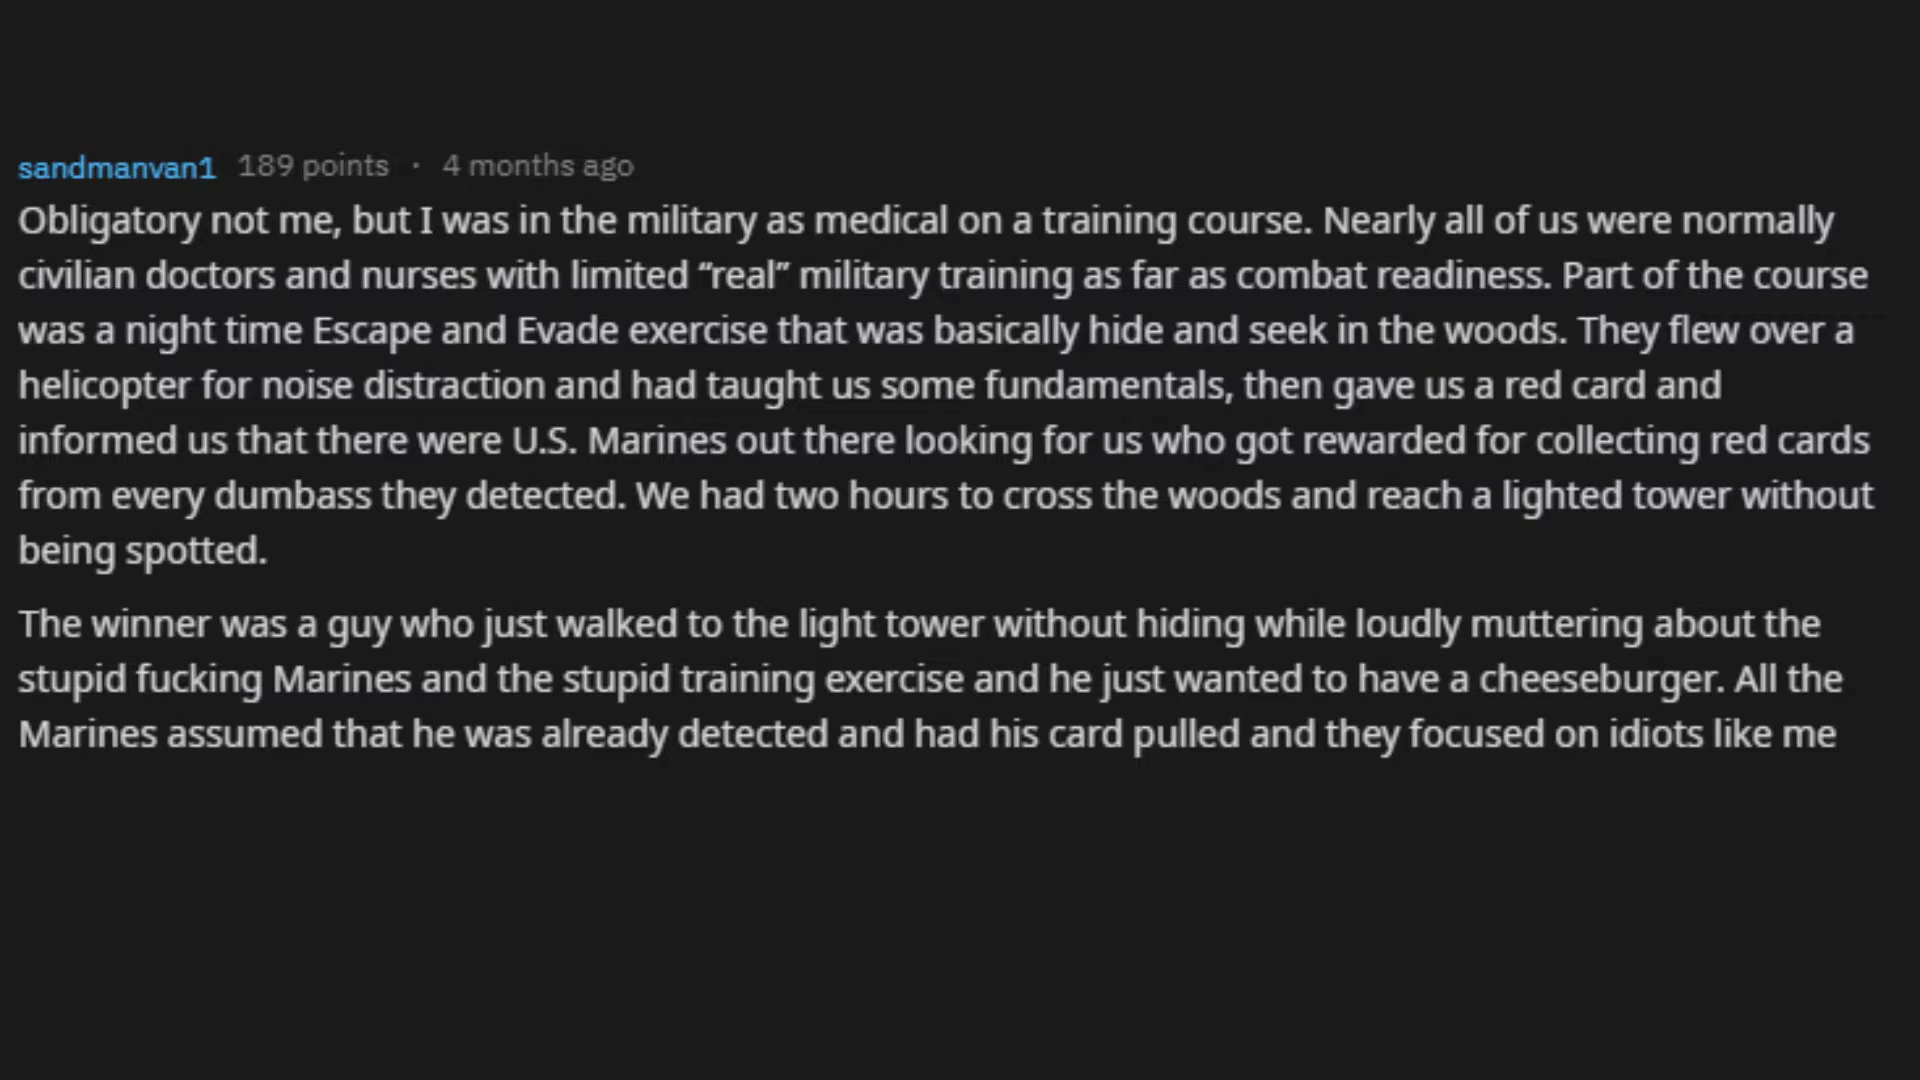 sandmanvan1 189 points · 4 months ago
Obligatory not me, but I was in the military as medical on a training course. Nearly all of us were normally
civilian doctors and nurses with limited “real” military training as far as combat readiness. Part of the course
was a night time Escape and Evade exercise that was basically hide and seek in the woods. They flew over a
helicopter for noise distraction and had taught us some fundamentals, then gave us a red card and
informed us that there were U.S. Marines out there looking for us who got rewarded for collecting red cards
from every dumbass they detected. We had two hours to cross the woods and reach a lighted tower without
being spotted.
The winner was a guy who just walked to the light tower without hiding while loudly muttering about the
stupid fucking Marines and the stupid training exercise and he just wanted to have a cheeseburger. All the
Marines assumed that he was already detected and had his card pulled and they focused on idiots like me